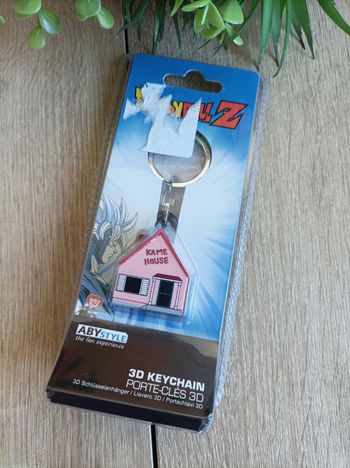 Z
KAME
HOUSE
ABYSTYLE
the fan experience
3D KEYCHAIN
PORTE-CLÉS 3D
3D Schlüsselanhänger / Llavero 3D / Portachiavi 3D